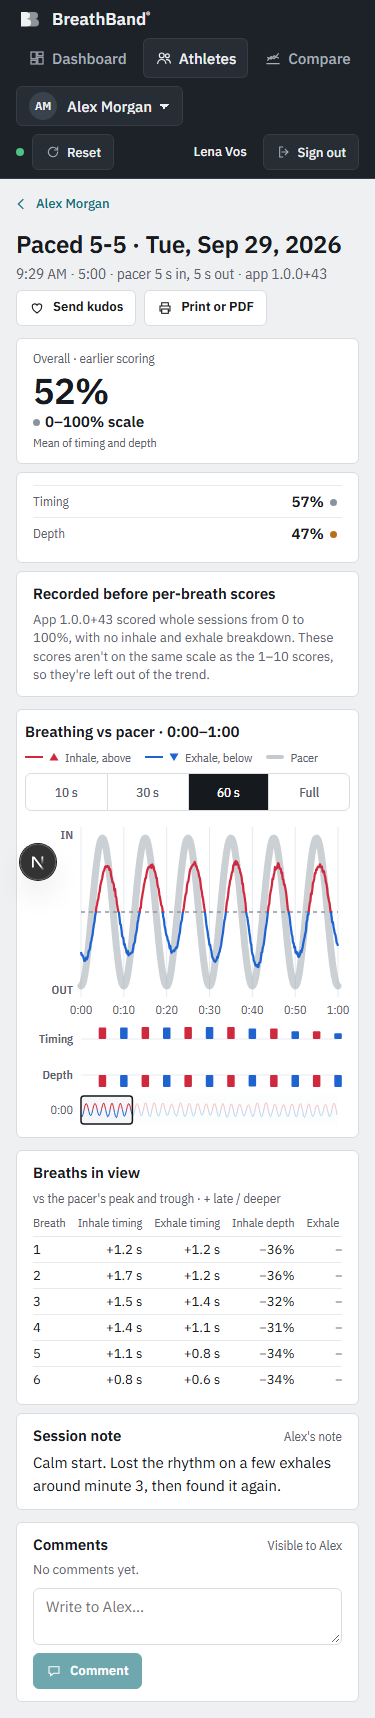 BreathBand®
Dashboard Athletes Compare
AM Alex Morgan
Reset Lena Vos Sign out
Alex Morgan
Paced 5-5 · Tue, Sep 29, 2026
9:29 AM · 5:00 · pacer 5 s in, 5 s out · app 1.0.0+43
Send kudos Print or PDF
Overall · earlier scoring
52%
0–100% scale
Mean of timing and depth
Timing 57%
Depth 47%
Recorded before per-breath scores
App 1.0.0+43 scored whole sessions from 0 to
100%, with no inhale and exhale breakdown. These
scores aren't on the same scale as the 1–10 scores,
so they're left out of the trend.
Breathing vs pacer · 0:00–1:00
Inhale, above Exhale, below Pacer
10 s 30 s 60 s Full
IN
N
OUT
0:00 0:10 0:20 0:30 0:40 0:50 1:00
Timing
Depth
0:00
Breaths in view
vs the pacer's peak and trough · + late / deeper
Breath Inhale timing Exhale timing Inhale depth Exhale
1 +1.2 s +1.2 s −36% –
2 +1.7 s +1.2 s −36% –
3 +1.5 s +1.4 s −32% –
4 +1.4 s +1.1 s −31% –
5 +1.1 s +0.8 s −34% –
6 +0.8 s +0.6 s −34% –
Session note Alex's note
Calm start. Lost the rhythm on a few exhales
around minute 3, then found it again.
Comments Visible to Alex
No comments yet.
Write to Alex...
Comment